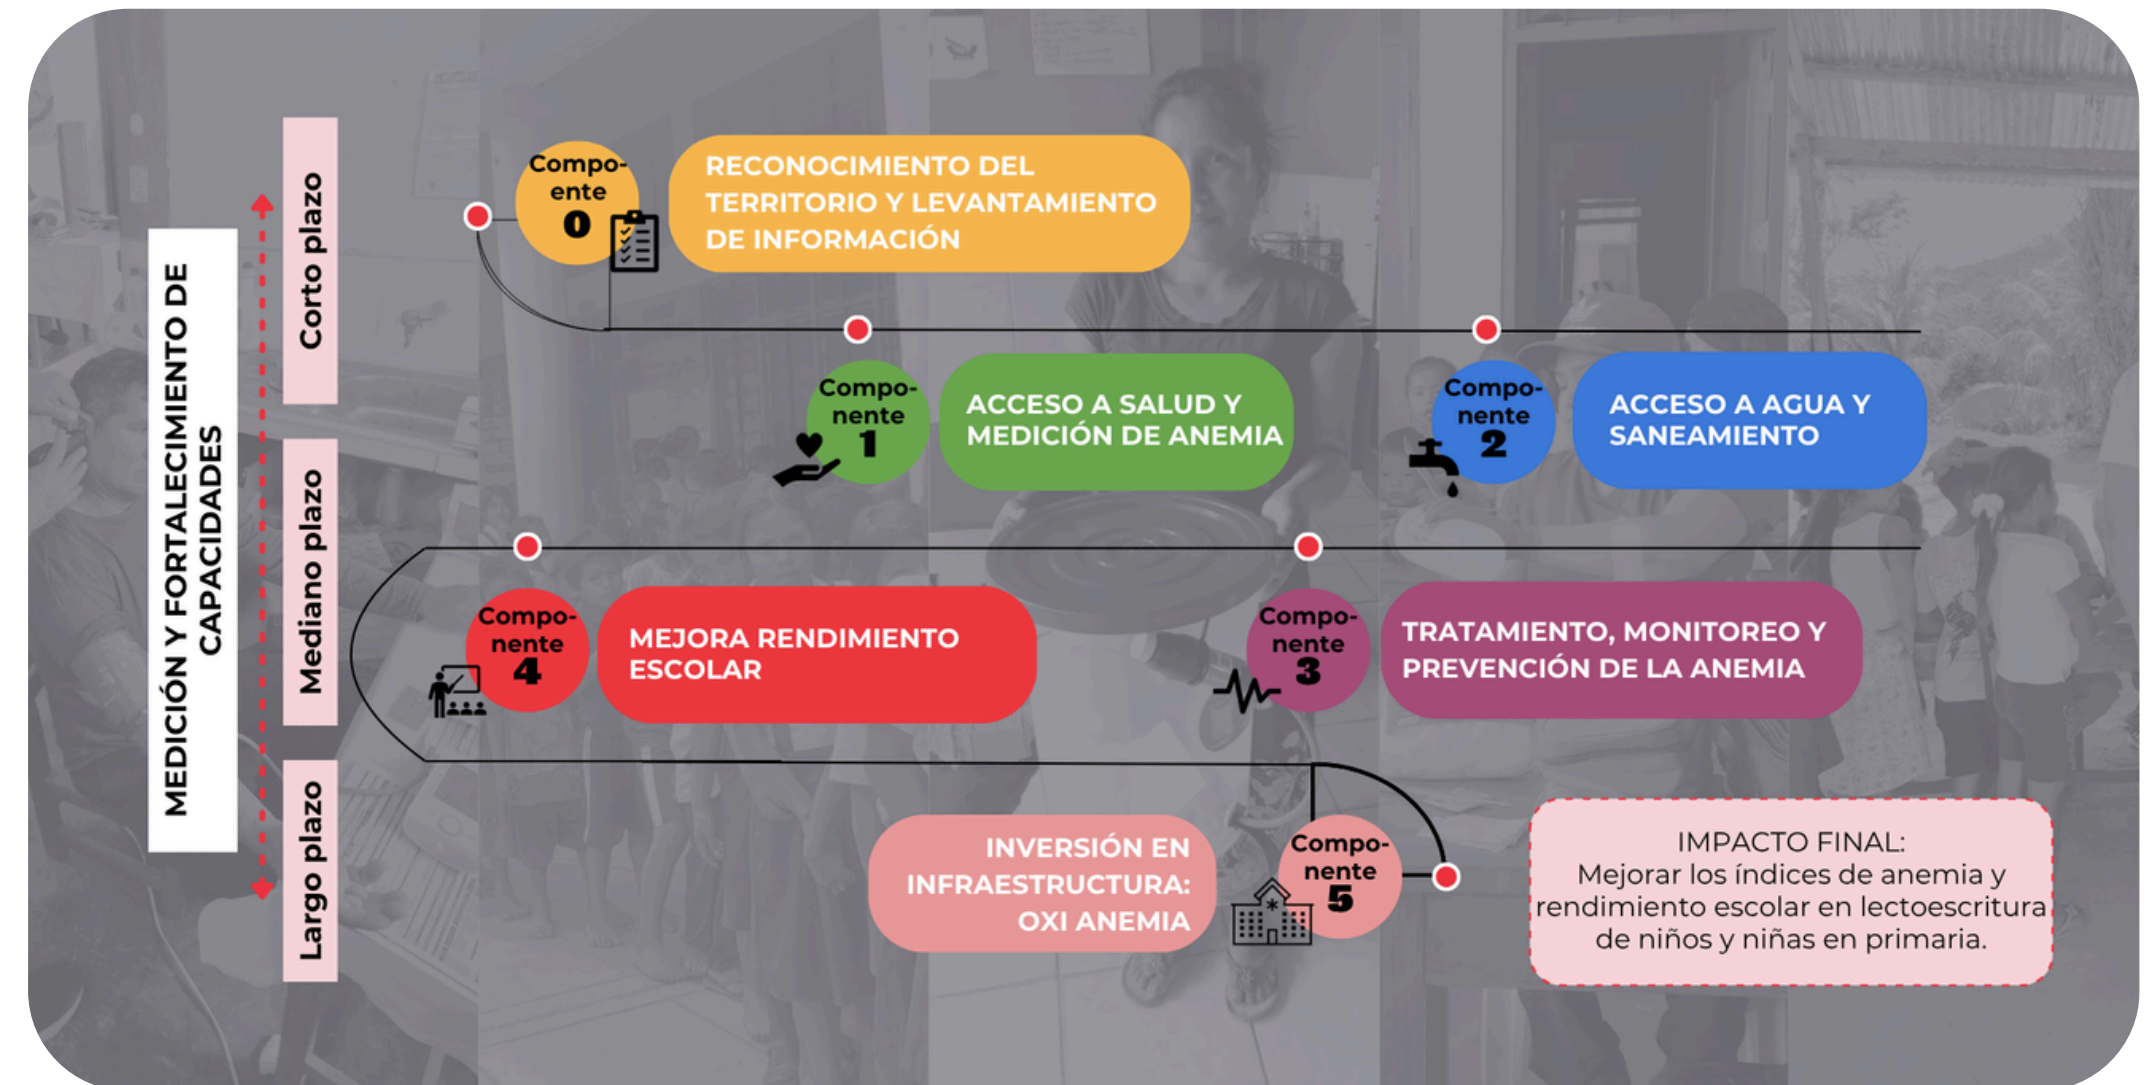 MEDICIÓN Y FORTALECIMIENTO DE
CAPACIDADES
Corto plazo
Compo-
ente
0
RECONOCIMIENTO DEL
TERRITORIO Y LEVANTAMIENTO
DE INFORMACIÓN
Compo-
nente
1
ACCESO A SALUD Y
MEDICIÓN DE ANEMIA
Compo-
nente
2
ACCESO A AGUA Y
SANEAMIENTO
Mediano plazo
Compo-
nente
4
MEJORA RENDIMIENTO
ESCOLAR
Compo-
nente
3
TRATAMIENTO, MONITOREO Y
PREVENCIÓN DE LA ANEMIA
Largo plazo
INVERSIÓN EN
INFRAESTRUCTURA:
OXI ANEMIA
Compo-
nente
5
IMPACTO FINAL:
Mejorar los índices de anemia y
rendimiento escolar en lectoescritura
de niños y niñas en primaria.